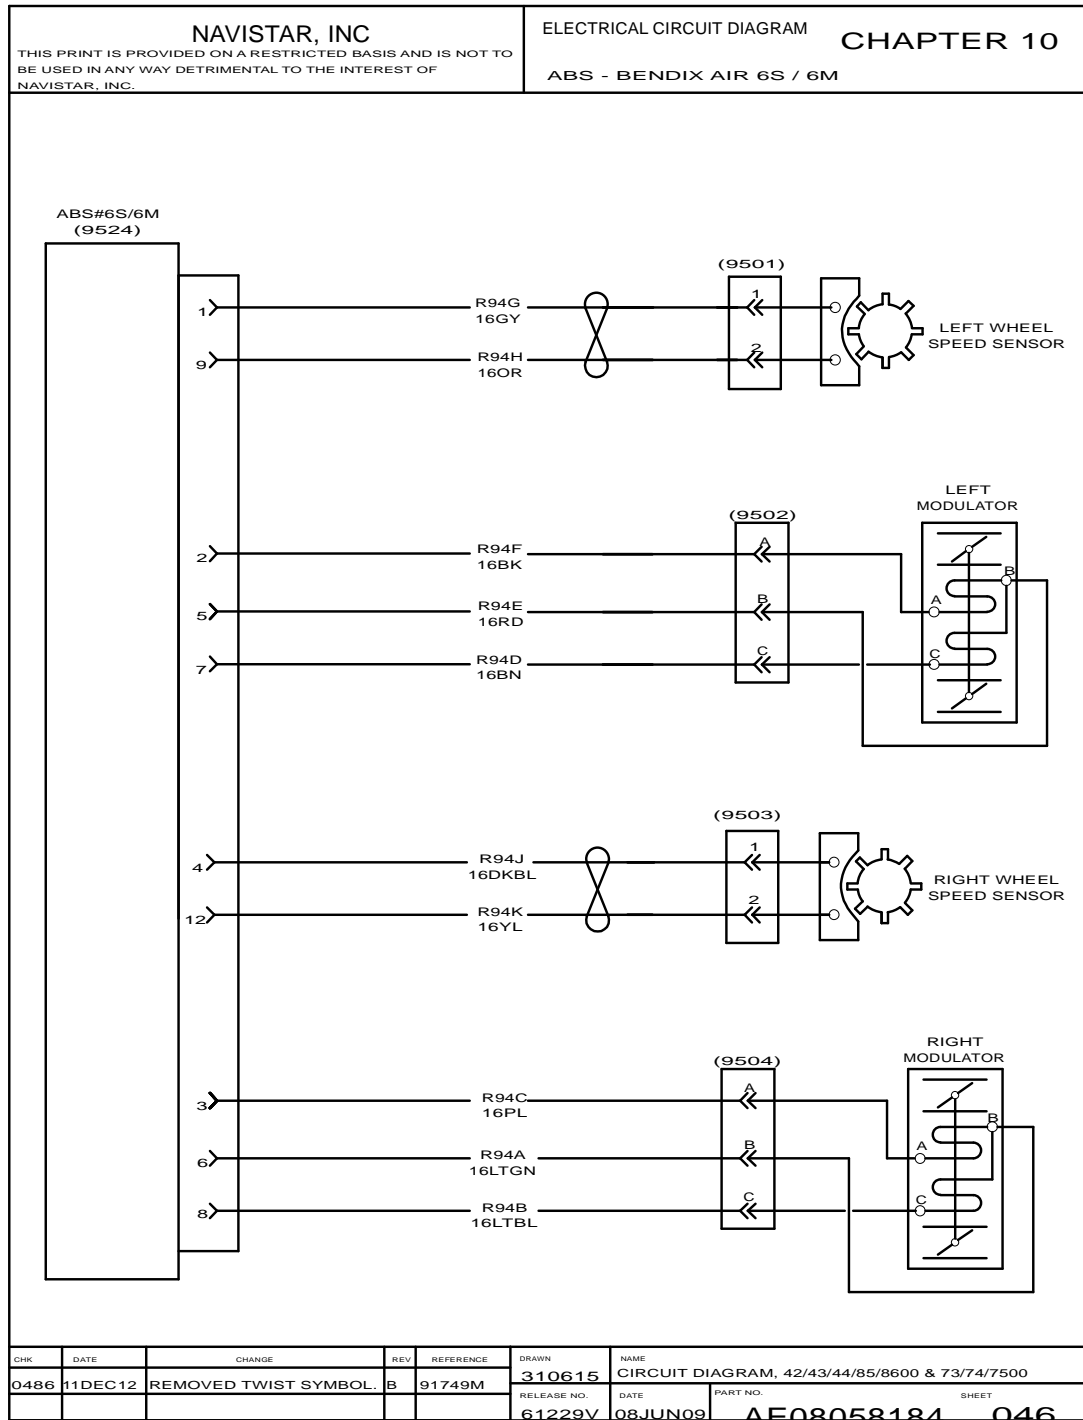 NAVISTAR, INC
THIS PRINT IS PROVIDED ON A RESTRICTED BASIS AND IS NOT TO
BE USED IN ANY WAY DETRIMENTAL TO THE INTEREST OF
NAVISTAR, INC.
ELECTRICAL CIRCUIT DIAGRAM
CHAPTER 10
ABS - BENDIX AIR 6S / 6M
ABS#6S/6M
(9524)
(9501)
1
R94G
16GY
1
LEFT WHEEL
SPEED SENSOR
9
R94H
16OR
2
LEFT
MODULATOR
(9502)
2
R94F
16BK
A
B
5
R94E
16RD
B
A
7
R94D
16BN
C
C
(9503)
4
R94J
16DKBL
1
RIGHT WHEEL
SPEED SENSOR
12
R94K
16YL
2
RIGHT
MODULATOR
(9504)
3
R94C
16PL
A
B
6
R94A
16LTGN
B
A
8
R94B
16LTBL
C
C
CHK DATE CHANGE REV REFERENCE
0486 11DEC12 REMOVED TWIST SYMBOL. B 91749M
DRAWN
310615
NAME
CIRCUIT DIAGRAM, 42/43/44/85/8600 & 73/74/7500
RELEASE NO.
61229V
DATE
08JUN09
PART NO.
AE08058184
SHEET
046